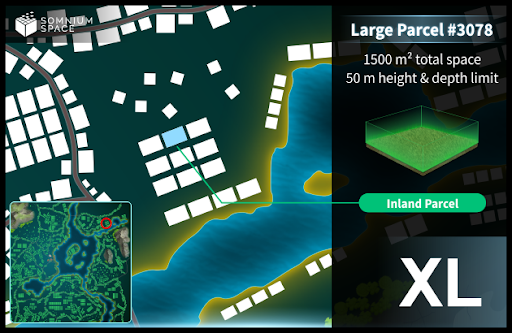 SOMNIUM
SPACE
Large Parcel #3078
1500 m² total space
50 m height & depth limit
Inland Parcel
XL